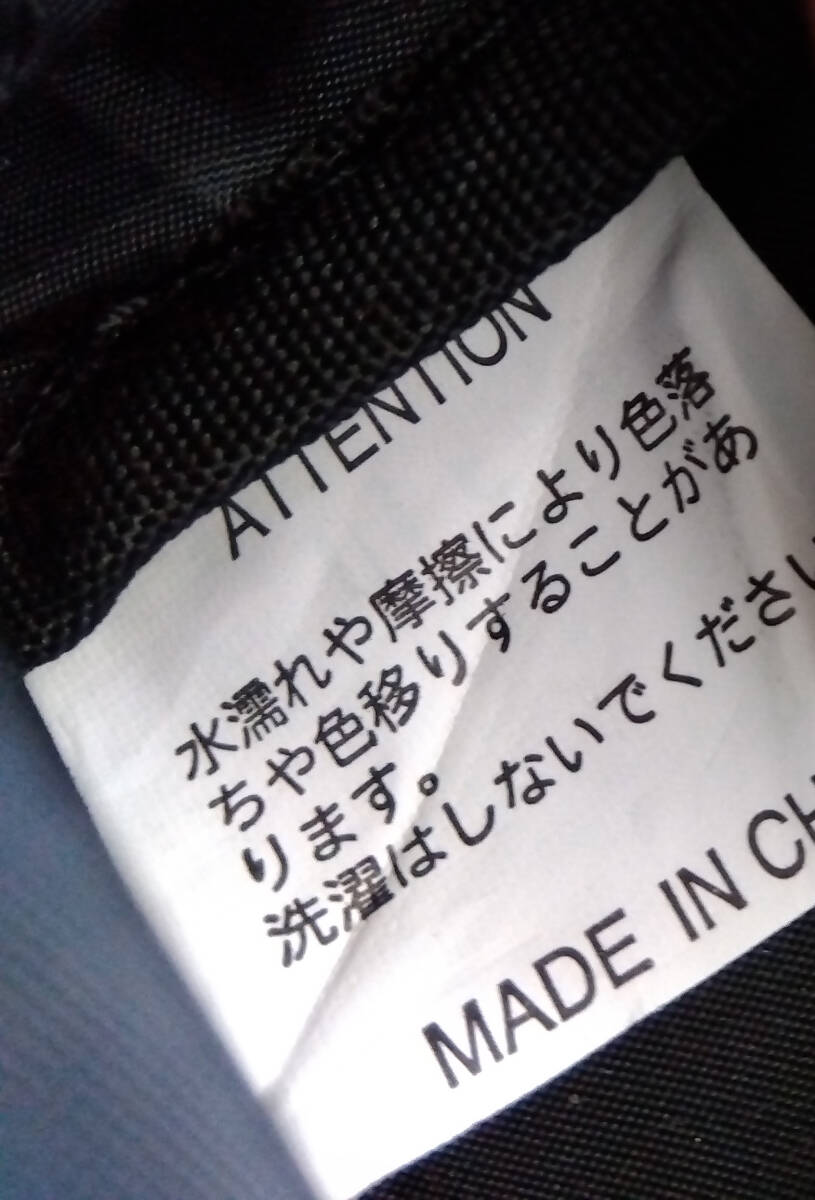 ATTENTION
水濡れや摩擦により色落
ちや色移りすることがあ
ります。
洗濯はしないでください
MADE IN CH